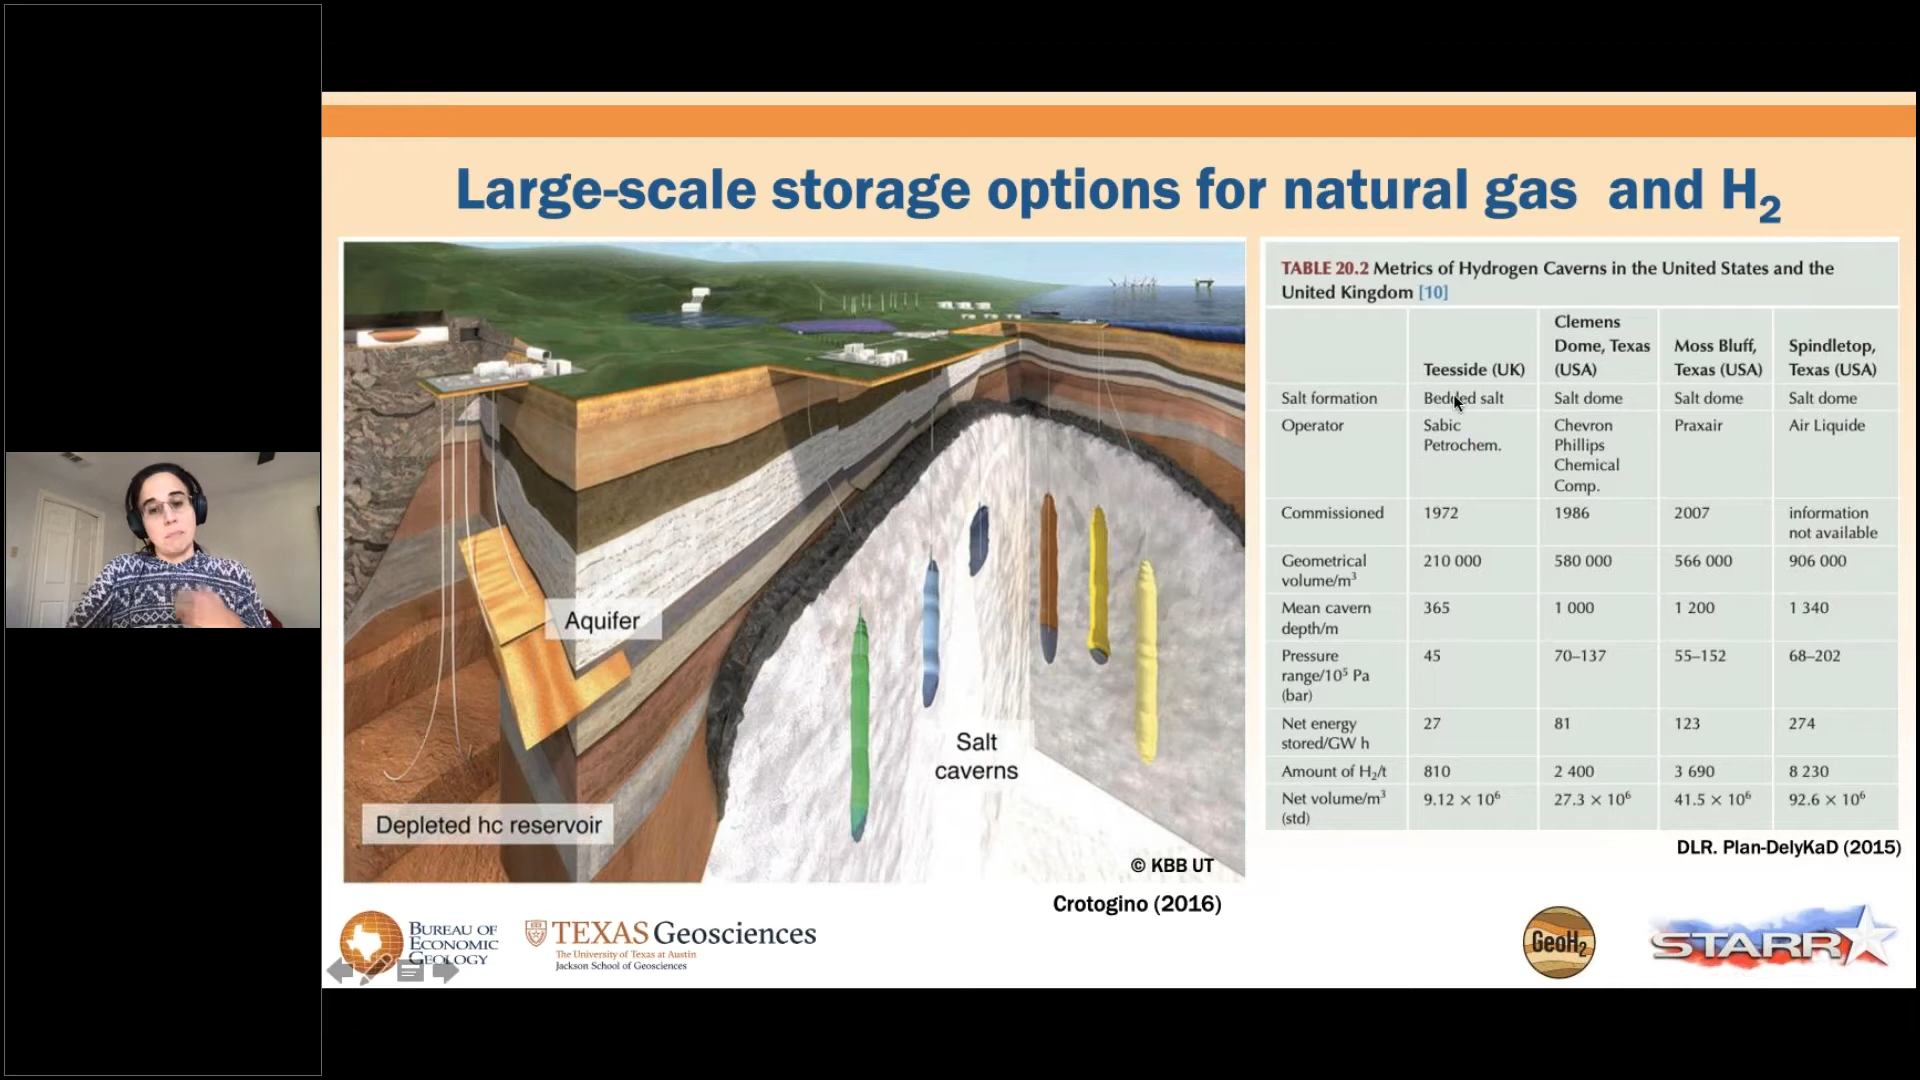 Large-scale storage options for natural gas and H₂
Aquifer
Salt
caverns
Depleted hc reservoir
© KBB UT
Crotogino (2016)
TABLE 20.2 Metrics of Hydrogen Caverns in the United States and the
United Kingdom [10]
Teesside (UK) Clemens Dome, Texas (USA) Moss Bluff, Texas (USA) Spindletop, Texas (USA)
Salt formation Bedded salt Salt dome Salt dome Salt dome
Operator Sabic Petrochem. Chevron Phillips Chemical Comp. Praxair Air Liquide
Commissioned 1972 1986 2007 information not available
Geometrical volume/m³ 210 000 580 000 566 000 906 000
Mean cavern depth/m 365 1 000 1 200 1 340
Pressure range/10⁵ Pa (bar) 45 70–137 55–152 68–202
Net energy stored/GW h 27 81 123 274
Amount of H₂/t 810 2 400 3 690 8 230
Net volume/m³ (std) 9.12 × 10⁶ 27.3 × 10⁶ 41.5 × 10⁶ 92.6 × 10⁶
DLR. Plan-DelyKaD (2015)
BUREAU OF
ECONOMIC
GEOLOGY
TEXAS Geosciences
The University of Texas at Austin
Jackson School of Geosciences
GeoH₂
STARR